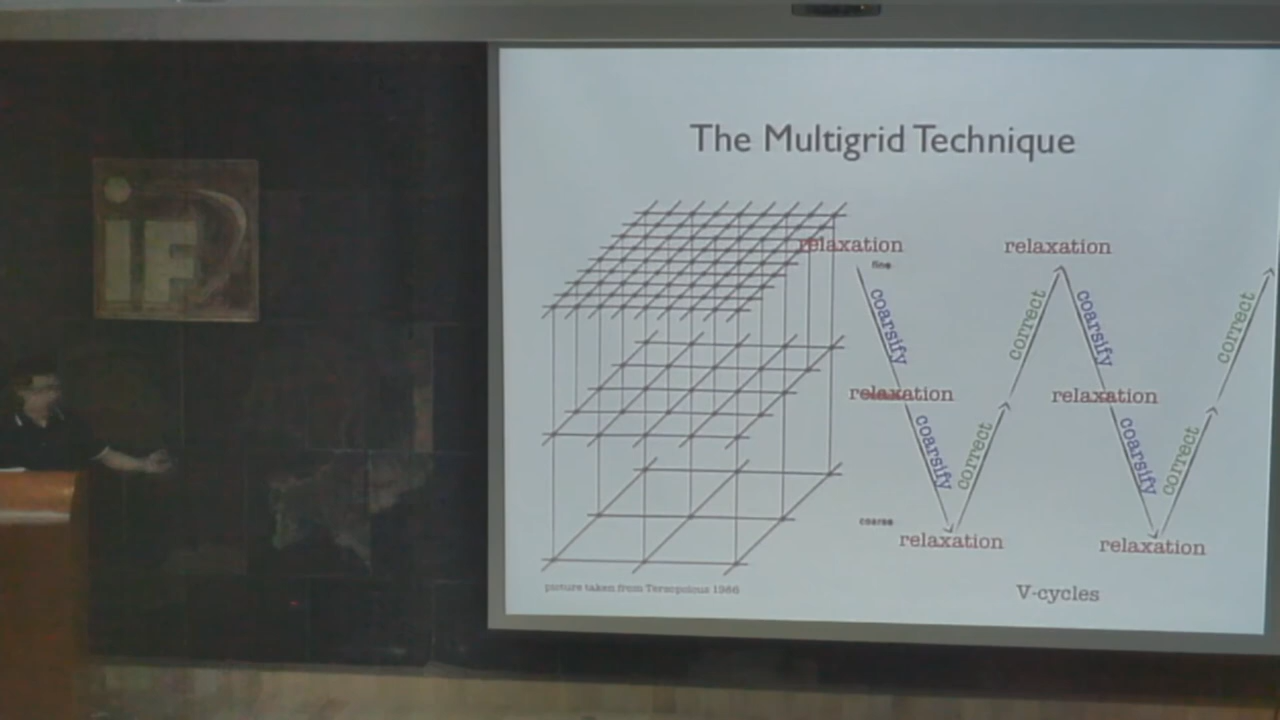 The Multigrid Technique
iF
relaxation
relaxation
fine
coarsify
correct
coarsify
correct
relaxation
relaxation
coarsify
correct
coarsify
correct
coarse
relaxation
relaxation
picture taken from 1986
V-cycles